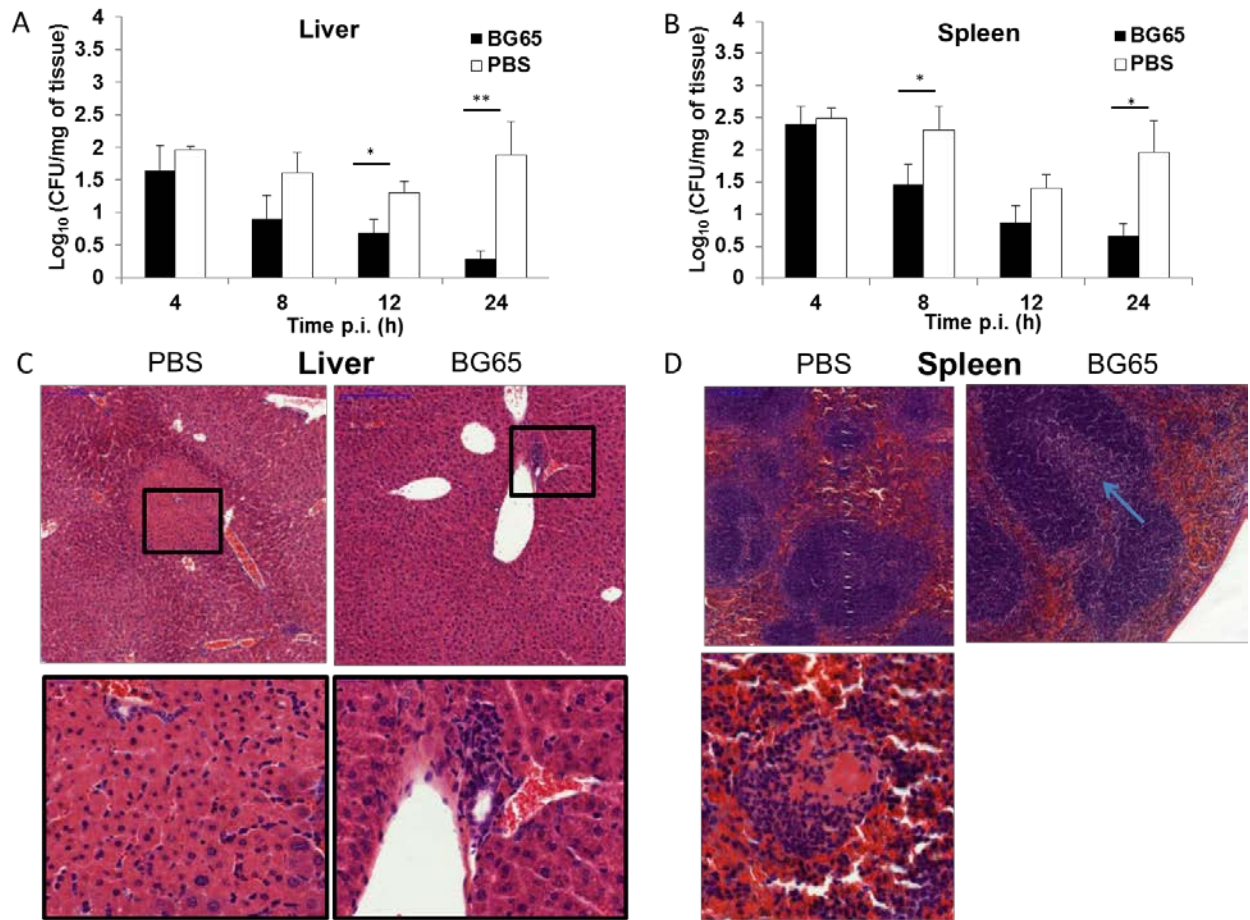 A
Liver
BG65
PBS
Log₁₀ (CFU/mg of tissue)
4
3.5
3
2.5
2
1.5
1
0.5
0
*
**
4 8 12 24
Time p.i. (h)
B
Spleen
BG65
PBS
Log₁₀ (CFU/mg of tissue)
4
3.5
3
2.5
2
1.5
1
0.5
0
*
*
4 8 12 24
Time p.i. (h)
C
PBS Liver BG65
D
PBS Spleen BG65